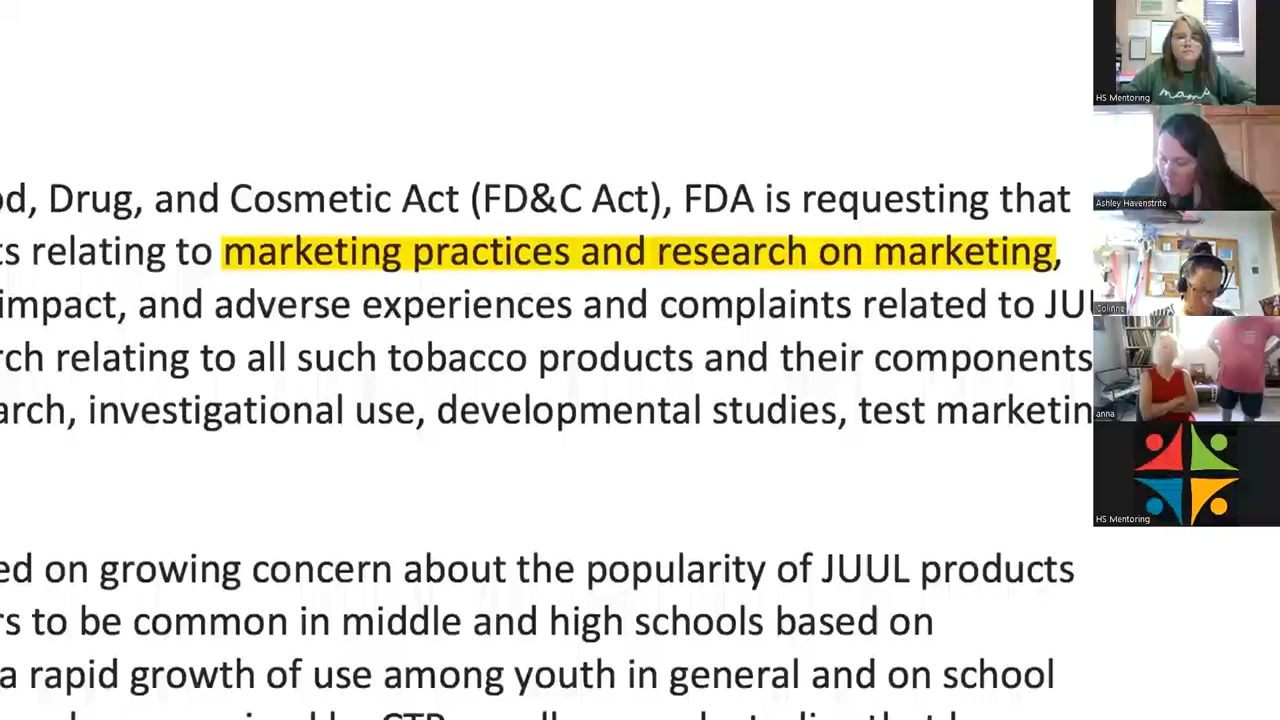 od, Drug, and Cosmetic Act (FD&C Act), FDA is requesting that
ts relating to marketing practices and research on marketing,
impact, and adverse experiences and complaints related to JUU
rch relating to all such tobacco products and their components
arch, investigational use, developmental studies, test marketin
ed on growing concern about the popularity of JUUL products
rs to be common in middle and high schools based on
a rapid growth of use among youth in general and on school
HS Mentoring
mama
Ashley Havenstrite
Corinne
anna
HS Mentoring